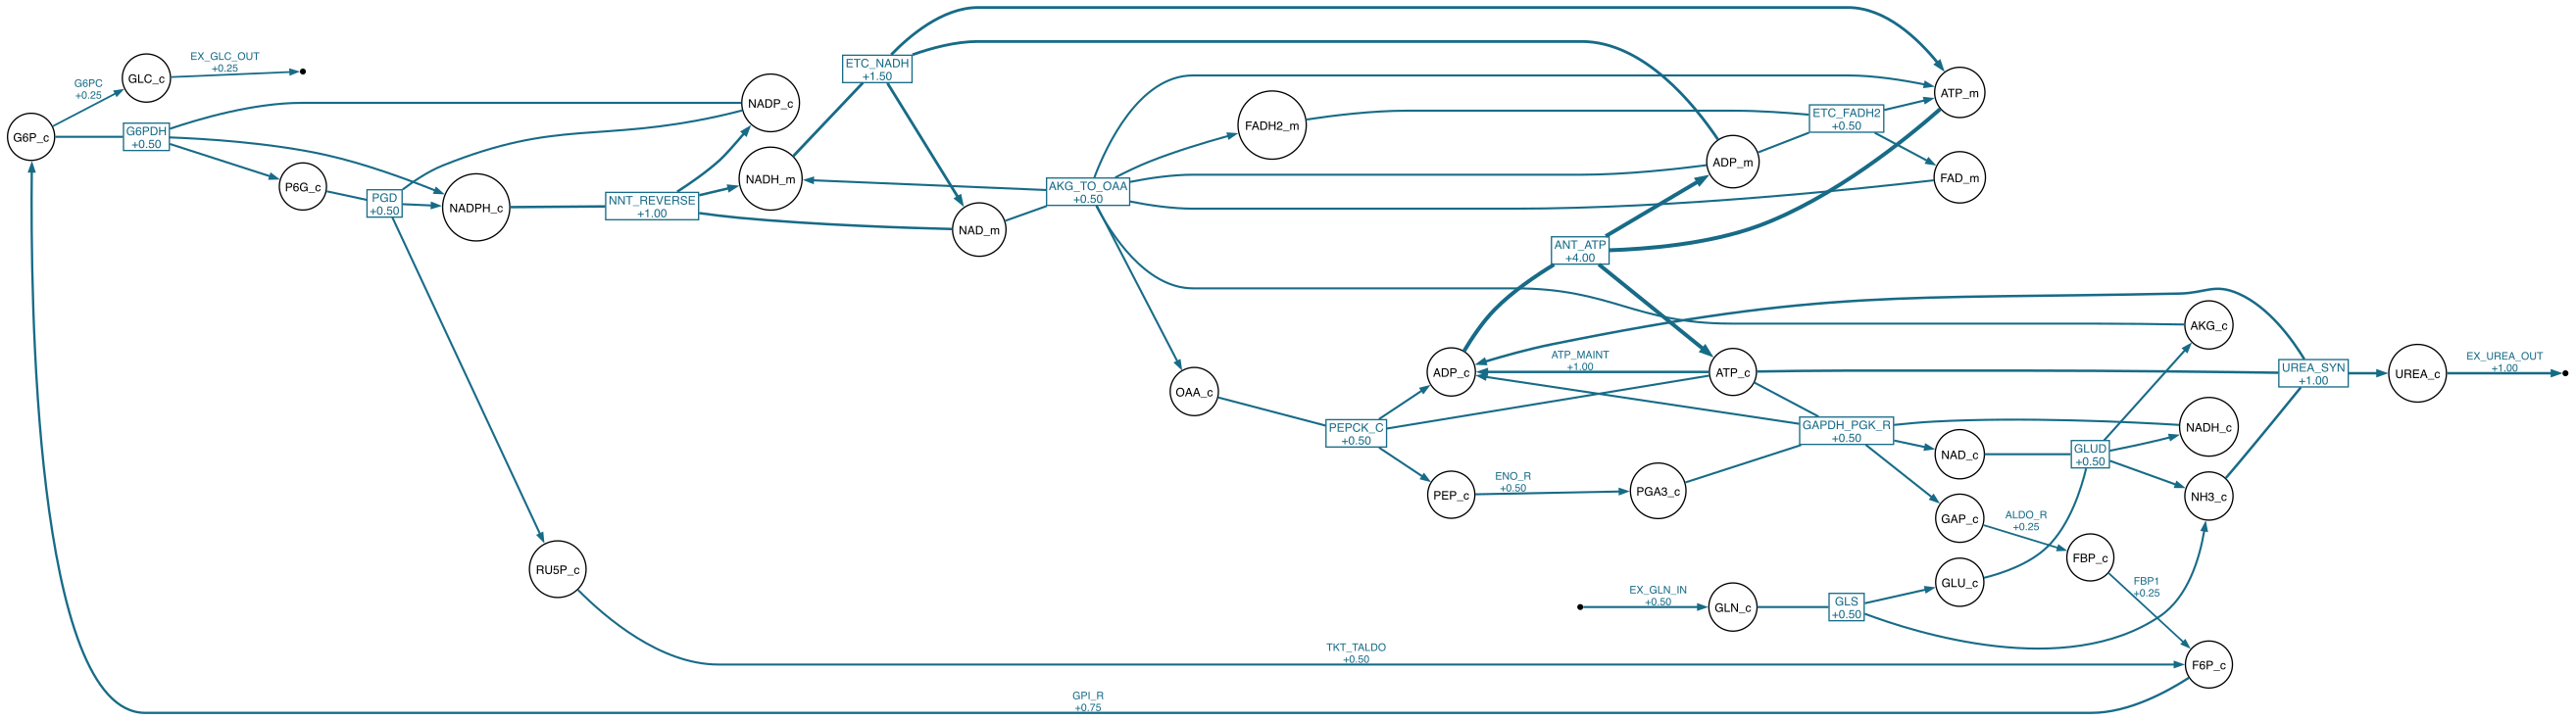 EX_GLC_OUT
+0.25
G6PC
+0.25
GLC_c
G6P_c
G6PDH
+0.50
P6G_c
PGD
+0.50
NADPH_c
NADP_c
NADH_m
NNT_REVERSE
+1.00
ETC_NADH
+1.50
NAD_m
AKG_TO_OAA
+0.50
FADH2_m
ETC_FADH2
+0.50
ATP_m
ADP_m
FAD_m
ANT_ATP
+4.00
AKG_c
ADP_c
ATP_MAINT
+1.00
ATP_c
UREA_SYN
+1.00
UREA_c
EX_UREA_OUT
+1.00
OAA_c
PEPCK_C
+0.50
GAPDH_PGK_R
+0.50
NADH_c
NAD_c
GLUD
+0.50
PEP_c
ENO_R
+0.50
PGA3_c
NH3_c
GAP_c
ALDO_R
+0.25
FBP_c
RU5P_c
EX_GLN_IN
+0.50
GLN_c
GLS
+0.50
GLU_c
FBP1
+0.25
TKT_TALDO
+0.50
F6P_c
GPI_R
+0.75